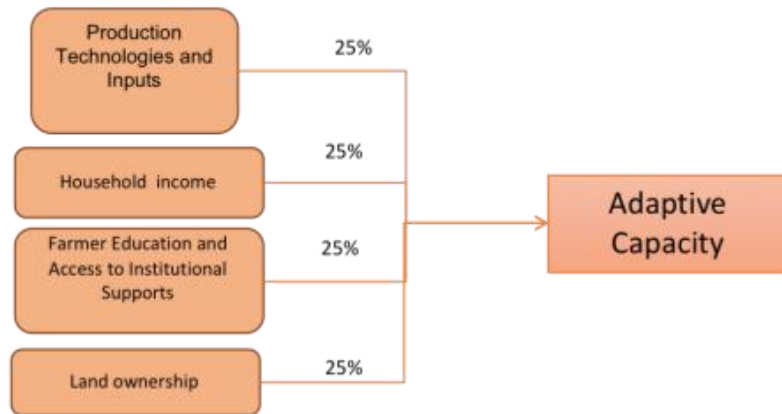 Production
Technologies and
Inputs
25%
Household income
25%
Farmer Education and
Access to Institutional
Supports
25%
Land ownership
25%
Adaptive
Capacity